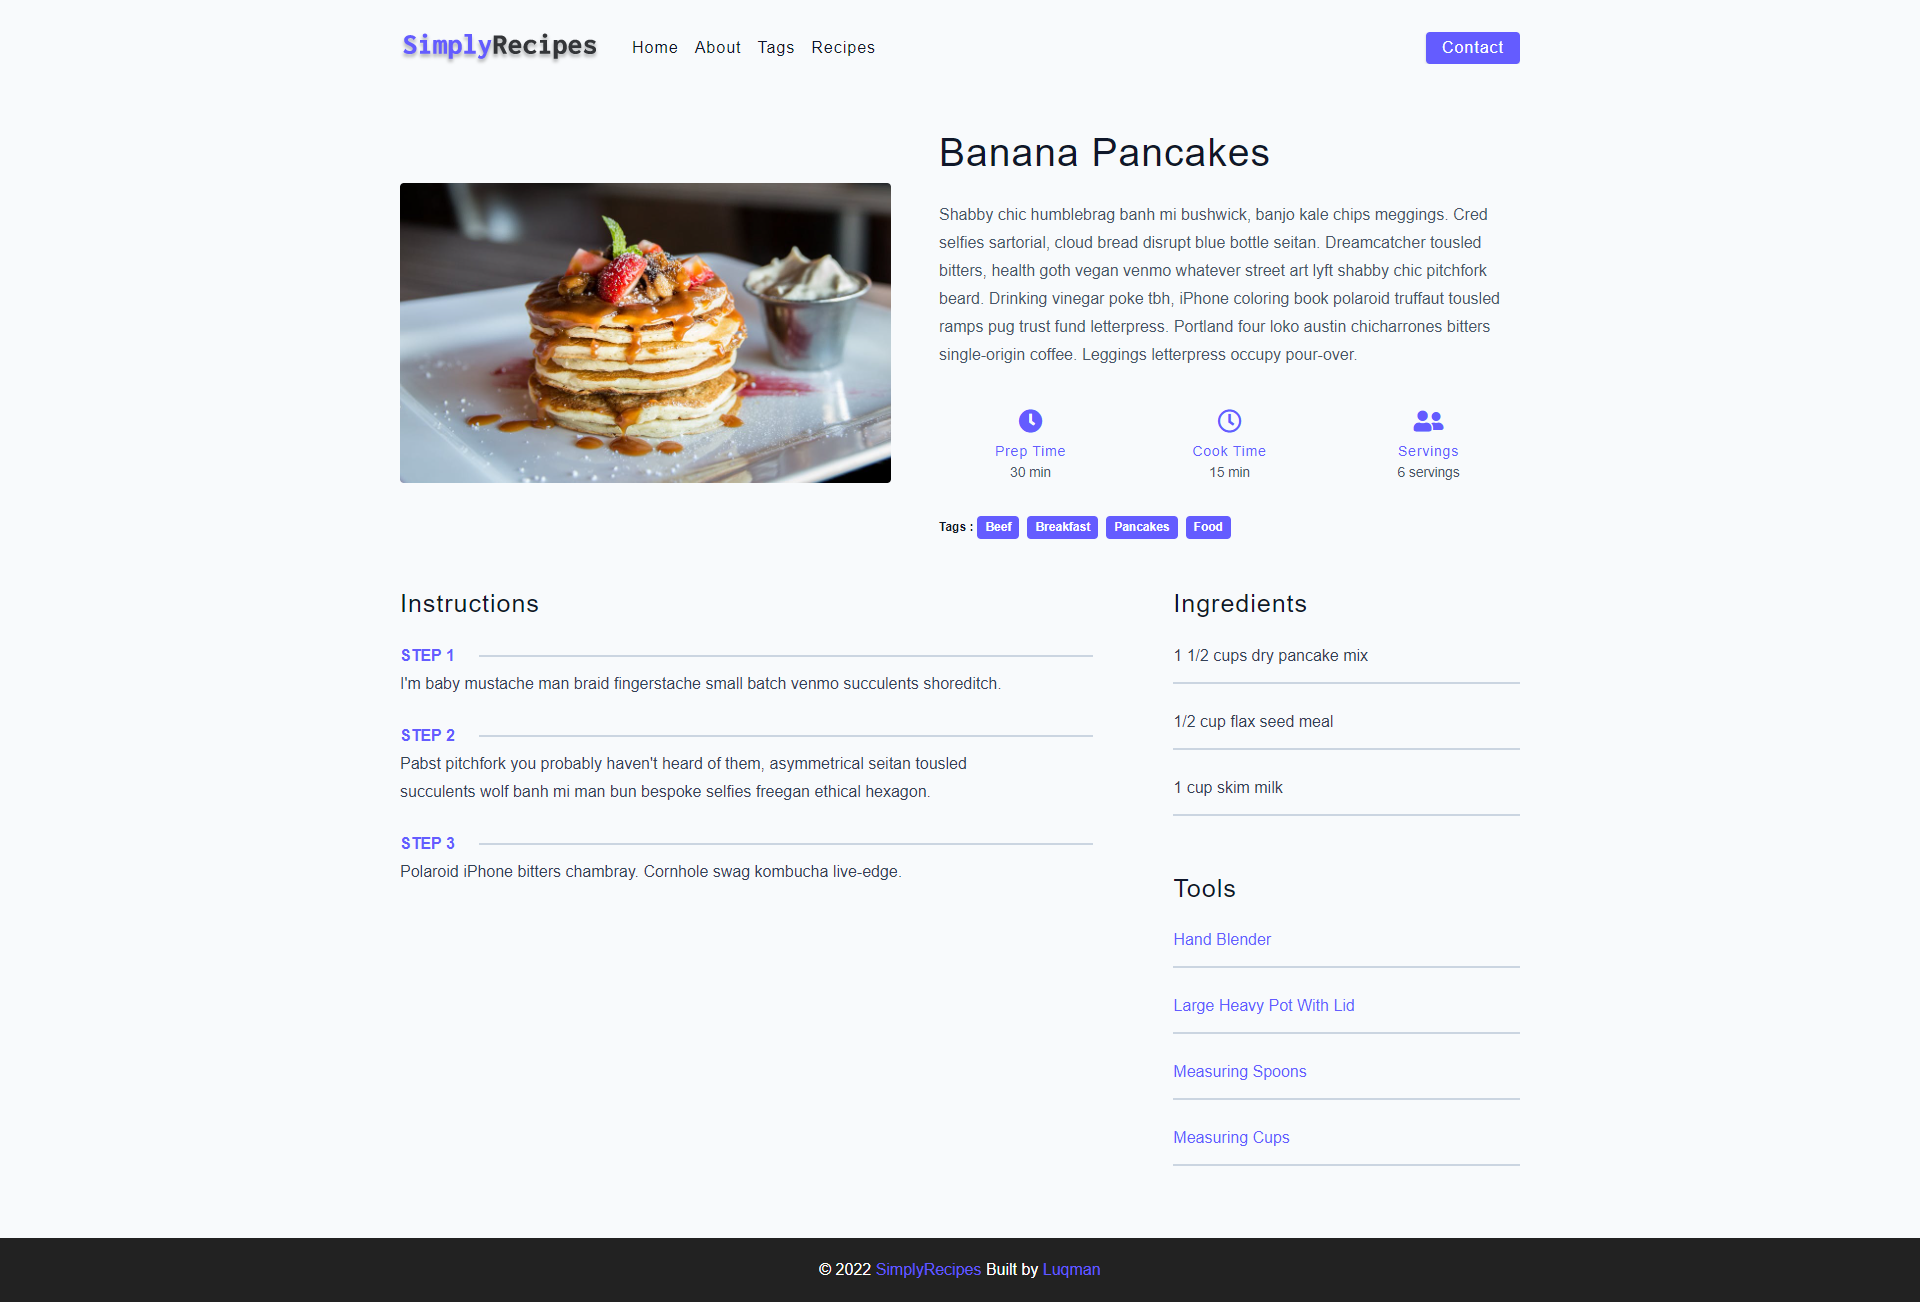 SimplyRecipes
Home About Tags Recipes
Contact
Banana Pancakes
Shabby chic humblebrag banh mi bushwick, banjo kale chips meggings. Cred
selfies sartorial, cloud bread disrupt blue bottle seitan. Dreamcatcher tousled
bitters, health goth vegan venmo whatever street art lyft shabby chic pitchfork
beard. Drinking vinegar poke tbh, iPhone coloring book polaroid truffaut tousled
ramps pug trust fund letterpress. Portland four loko austin chicharrones bitters
single-origin coffee. Leggings letterpress occupy pour-over.
Prep Time
30 min
Cook Time
15 min
Servings
6 servings
Tags : Beef Breakfast Pancakes Food
Instructions
STEP 1
I'm baby mustache man braid fingerstache small batch venmo succulents shoreditch.
STEP 2
Pabst pitchfork you probably haven't heard of them, asymmetrical seitan tousled
succulents wolf banh mi man bun bespoke selfies freegan ethical hexagon.
STEP 3
Polaroid iPhone bitters chambray. Cornhole swag kombucha live-edge.
Ingredients
1 1/2 cups dry pancake mix
1/2 cup flax seed meal
1 cup skim milk
Tools
Hand Blender
Large Heavy Pot With Lid
Measuring Spoons
Measuring Cups
© 2022 SimplyRecipes Built by Luqman